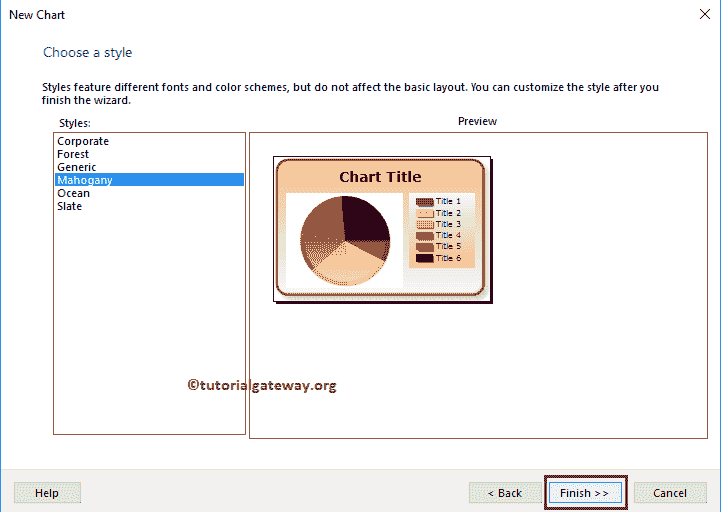 New Chart
Choose a style
Styles feature different fonts and color schemes, but do not affect the basic layout. You can customize the style after you
finish the wizard.
Styles:
Preview
Corporate
Forest
Generic
Mahogany
Ocean
Slate
Chart Title
Title 1
Title 2
Title 3
Title 4
Title 5
Title 6
©tutorialgateway.org
Help
< Back
Finish >>
Cancel